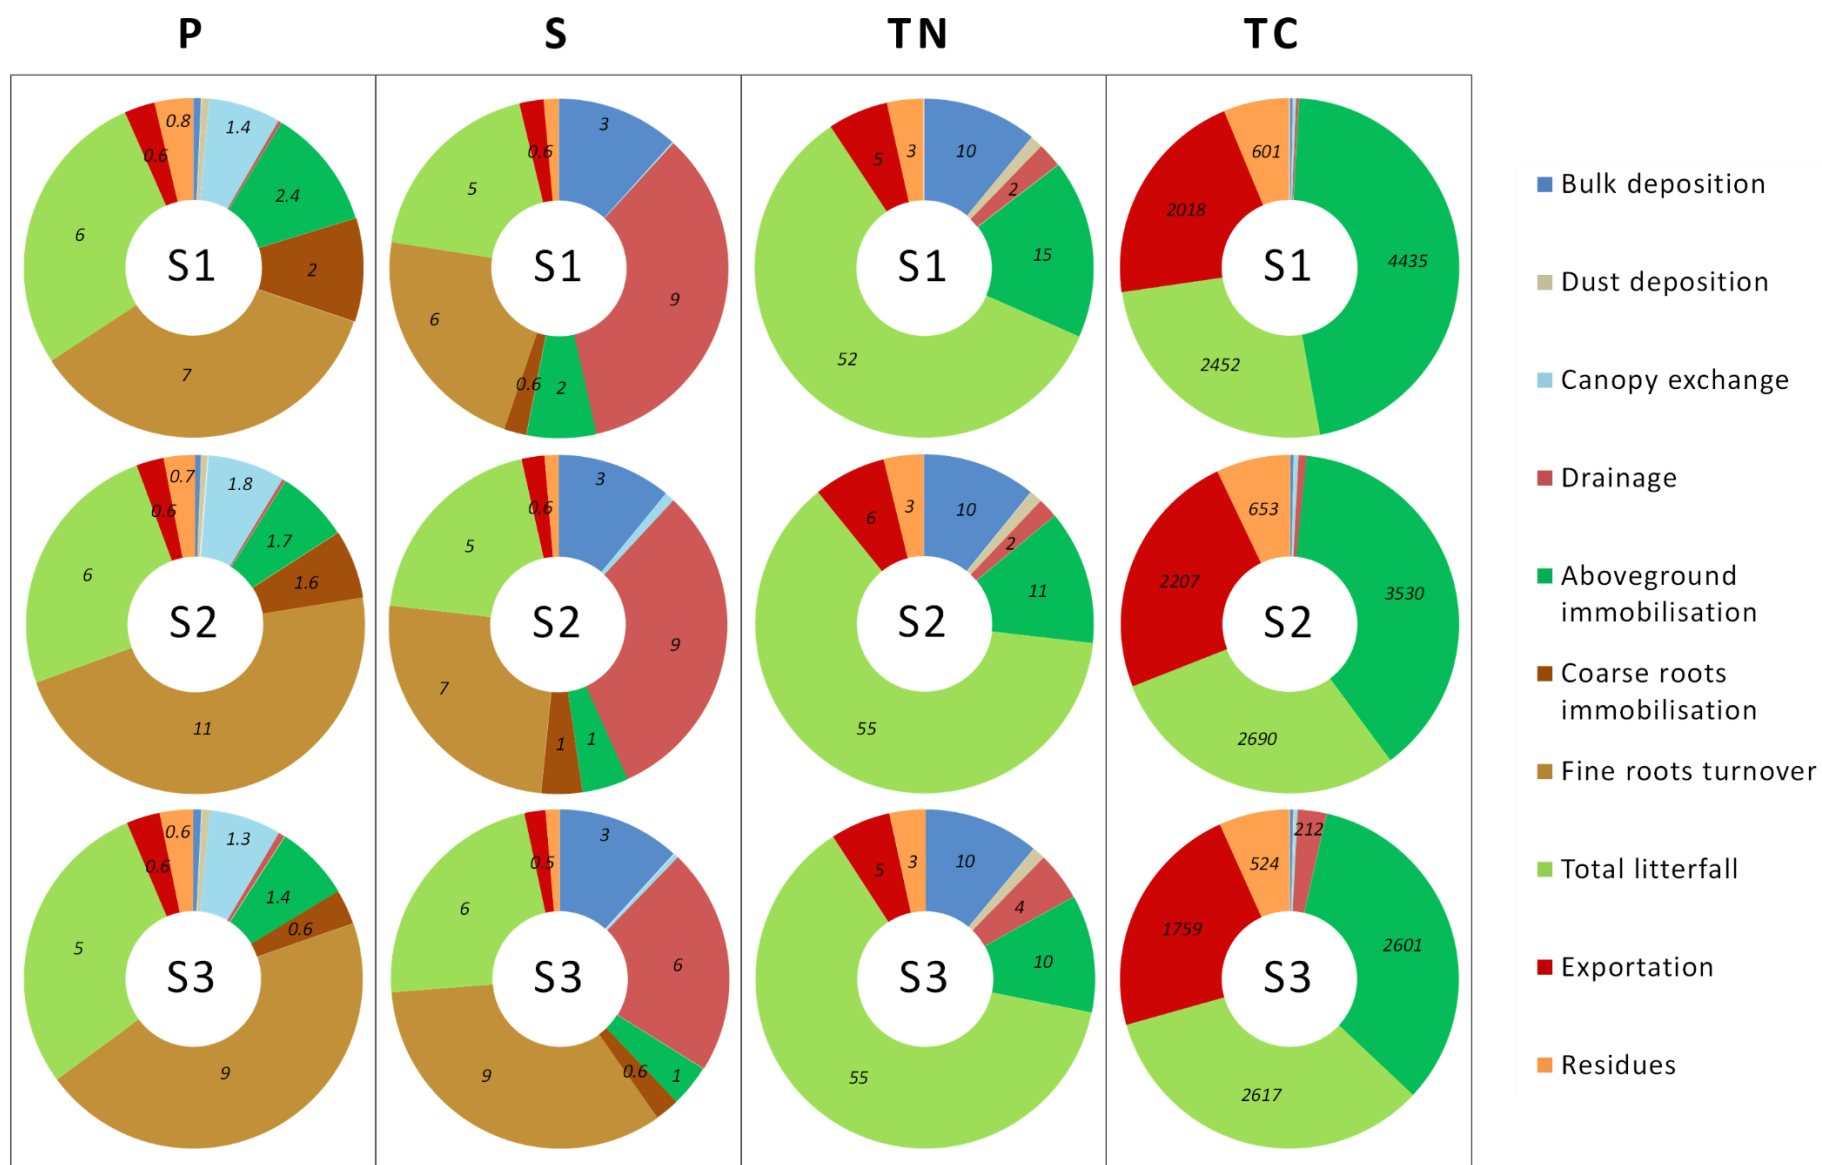 P S TN TC
0.8 1.4 2.4 2 7 6 0.6
S1
3 9 2 0.6 6 5 0.6
S1
10 2 15 52 5 3
S1
4435 2452 2018 601
S1
0.7 1.8 1.7 1.6 11 6 0.6
S2
3 9 1 1 7 5 0.6
S2
10 2 11 55 6 3
S2
3530 2690 2207 653
S2
0.6 1.3 1.4 0.6 9 5 0.6
S3
3 6 1 0.6 9 6 0.5
S3
10 4 10 55 5 3
S3
212 2601 2617 1759 524
S3
Bulk deposition
Dust deposition
Canopy exchange
Drainage
Aboveground
immobilisation
Coarse roots
immobilisation
Fine roots turnover
Total litterfall
Exportation
Residues